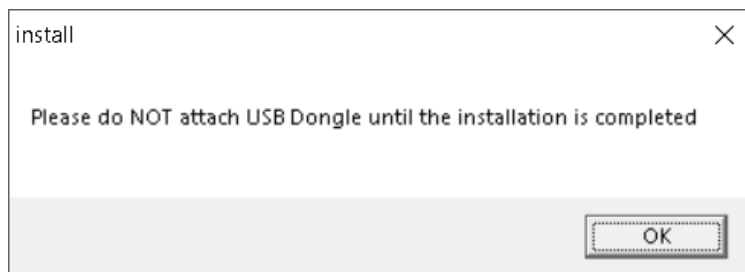 install
Please do NOT attach USB Dongle until the installation is completed
OK